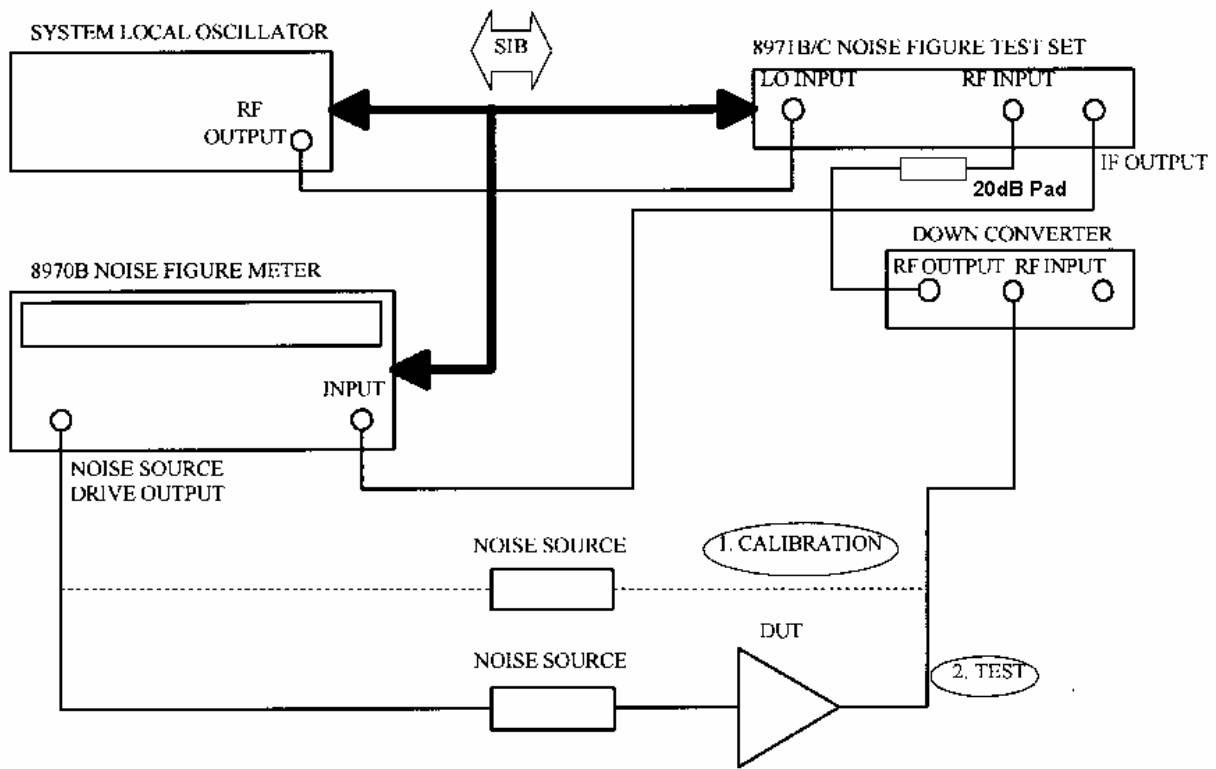 SYSTEM LOCAL OSCILLATOR
RF
OUTPUT
SIB
8971B/C NOISE FIGURE TEST SET
LO INPUT
RF INPUT
IF OUTPUT
20dB Pad
DOWN CONVERTER
RF OUTPUT
RF INPUT
8970B NOISE FIGURE METER
INPUT
NOISE SOURCE
DRIVE OUTPUT
NOISE SOURCE
1. CALIBRATION
DUT
NOISE SOURCE
2. TEST